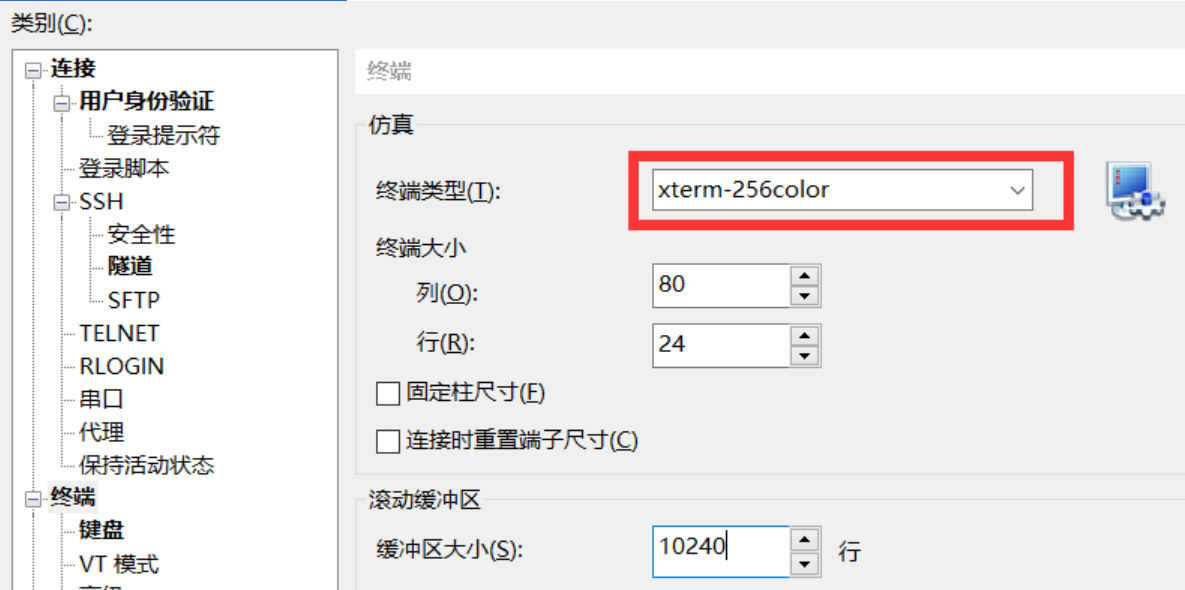 类别(C):
连接
用户身份验证
登录提示符
登录脚本
SSH
安全性
隧道
SFTP
TELNET
RLOGIN
串口
代理
保持活动状态
终端
键盘
VT 模式
终端
仿真
终端类型(T):
xterm-256color
终端大小
列(O):
80
行(R):
24
固定柱尺寸(F)
连接时重置端子尺寸(C)
滚动缓冲区
缓冲区大小(S):
10240
行